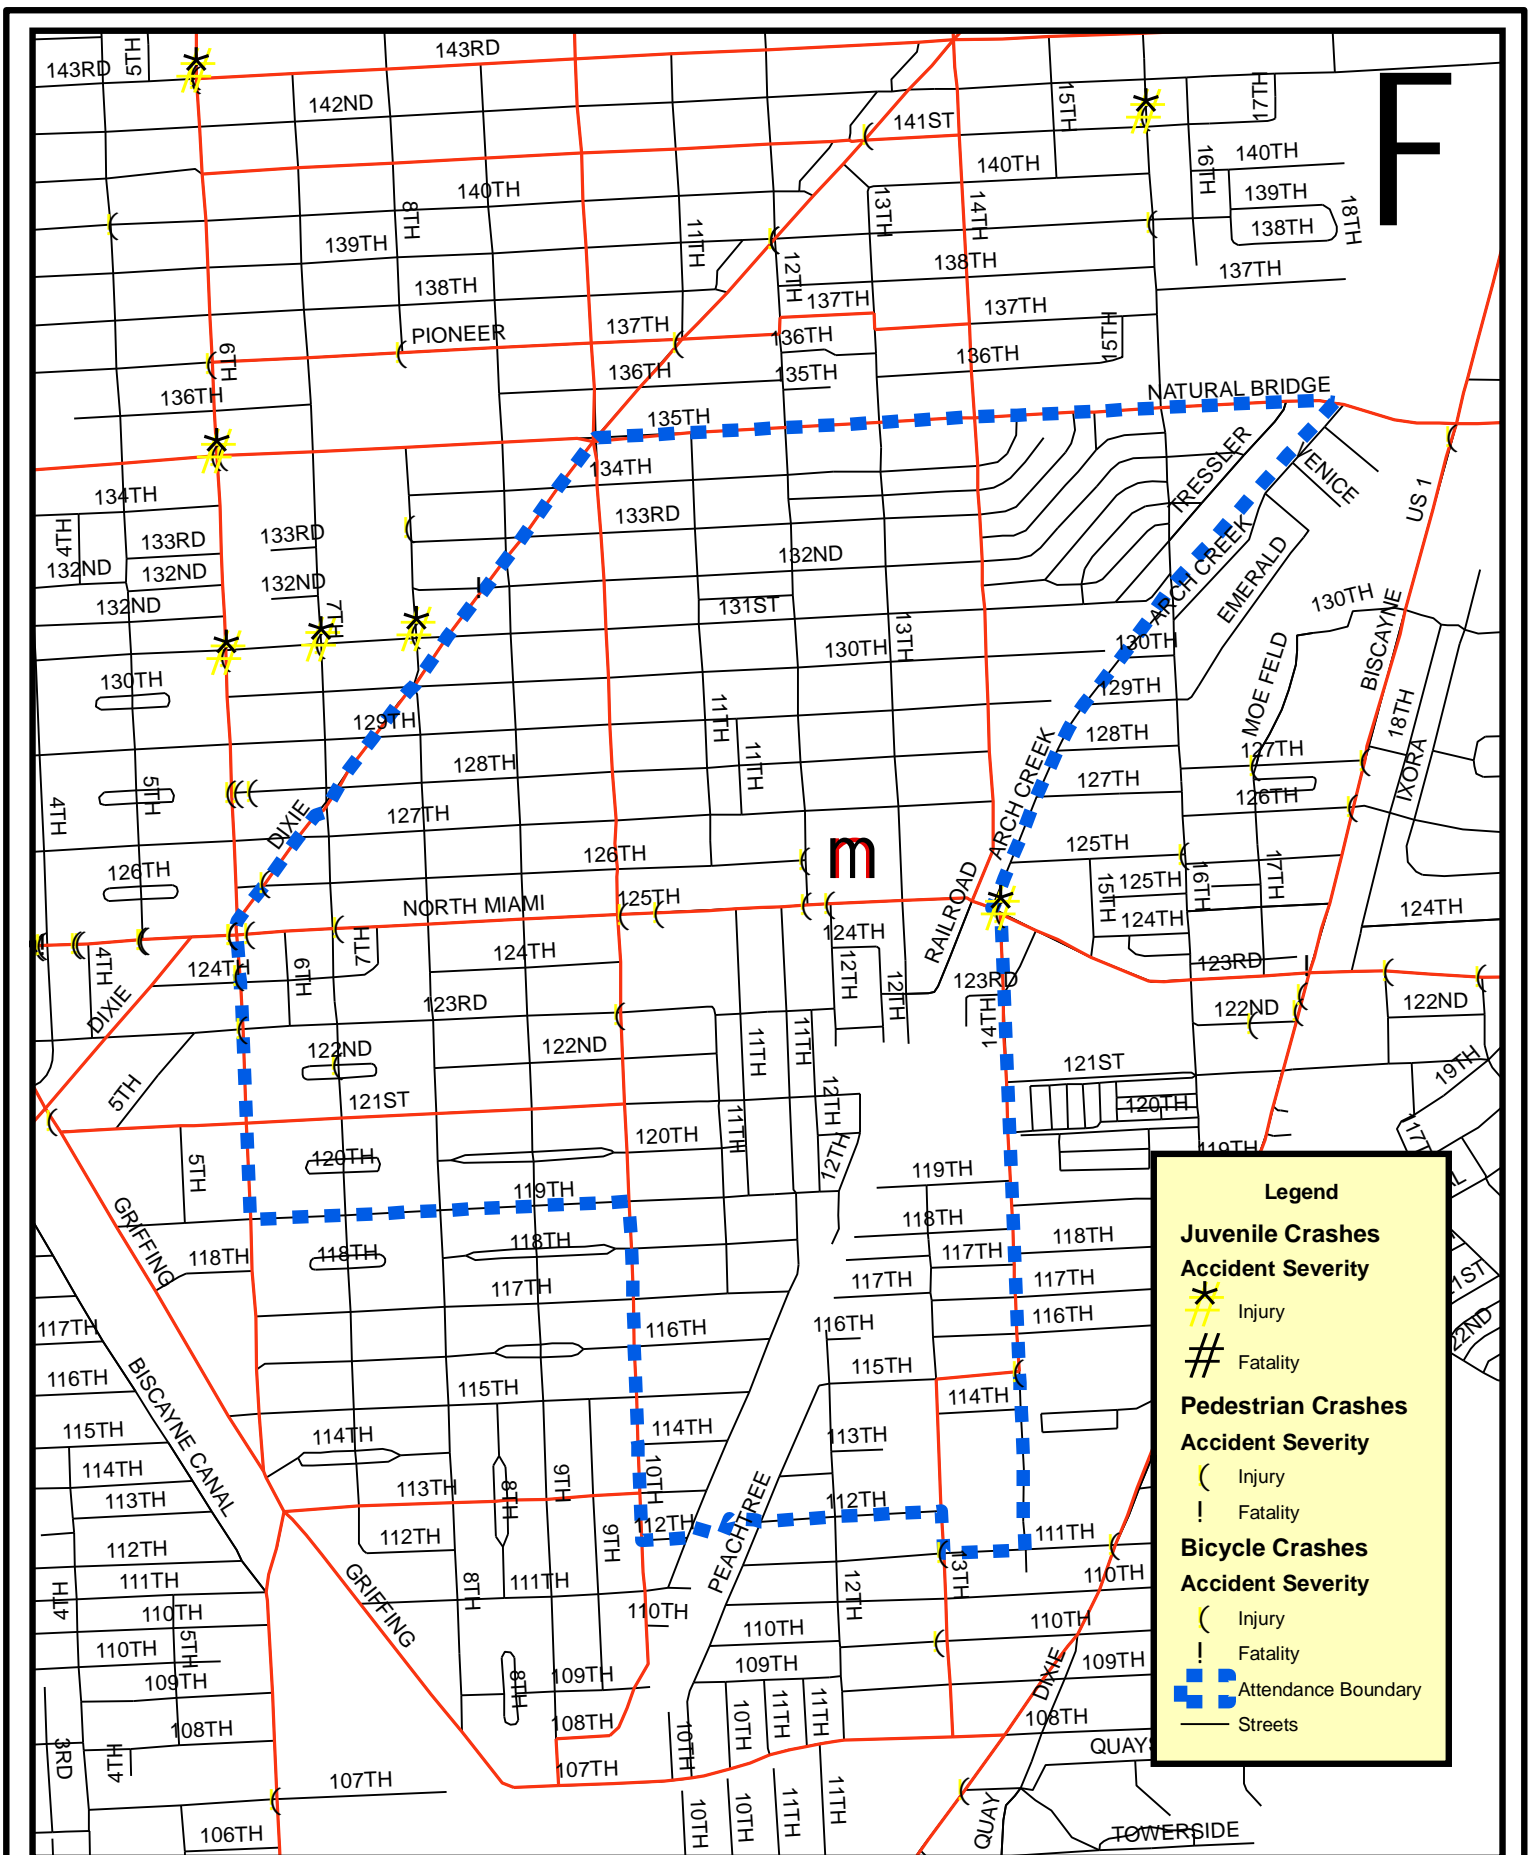 143RD
5TH
143RD
F
142ND
15TH
17TH
141ST
140TH
16TH
140TH
140TH
139TH
8TH
13TH
14TH
18TH
138TH
139TH
11TH
12TH
138TH
137TH
138TH
137TH
137TH
PIONEER
137TH
136TH
15TH
6TH
136TH
136TH
135TH
136TH
NATURAL BRIDGE
135TH
134TH
TRESSLER
VENICE
US 1
134TH
133RD
4TH
133RD
133RD
132ND
132ND
132ND
132ND
ARCH CREEK
EMERALD
132ND
131ST
130TH
BISCAYNE
7TH
13TH
130TH
130TH
MOE FELD
130TH
129TH
129TH
11TH
18TH
128TH
ARCH CREEK
127TH
128TH
11TH
IXORA
5TH
127TH
126TH
4TH
DIXIE
127TH
m
126TH
125TH
126TH
RAILROAD
125TH
15TH
16TH
17TH
NORTH MIAMI
125TH
124TH
124TH
124TH
7TH
124TH
124TH
4TH
6TH
12TH
12TH
123RD
123RD
DIXIE
123RD
14TH
122ND
122ND
122ND
122ND
11TH
11TH
121ST
19TH
5TH
121ST
12TH
120TH
11TH
120TH
12TH
119TH
5TH
120TH
119TH
119TH
GRIFFING
118TH
118TH
118TH
118TH
118TH
117TH
117TH
117TH
117TH
117TH
116TH
116TH
116TH
21ST
22ND
BISCAYNE CANAL
116TH
115TH
115TH
114TH
115TH
114TH
114TH
113TH
114TH
113TH
113TH
8TH
9TH
10TH
112TH
112TH
112TH
112TH
9TH
PEACHTREE
111TH
13TH
111TH
GRIFFING
8TH
111TH
12TH
110TH
4TH
110TH
110TH
110TH
110TH
110TH
5TH
109TH
109TH
8TH
109TH
109TH
DIXIE
108TH
108TH
10TH
10TH
11TH
11TH
108TH
3RD
4TH
107TH
107TH
QUAYS
106TH
10TH
10TH
11TH
11TH
QUAY
TOWERSIDE
Legend
Juvenile Crashes
Accident Severity
Injury
Fatality
Pedestrian Crashes
Accident Severity
Injury
Fatality
Bicycle Crashes
Accident Severity
Injury
Fatality
Attendance Boundary
Streets